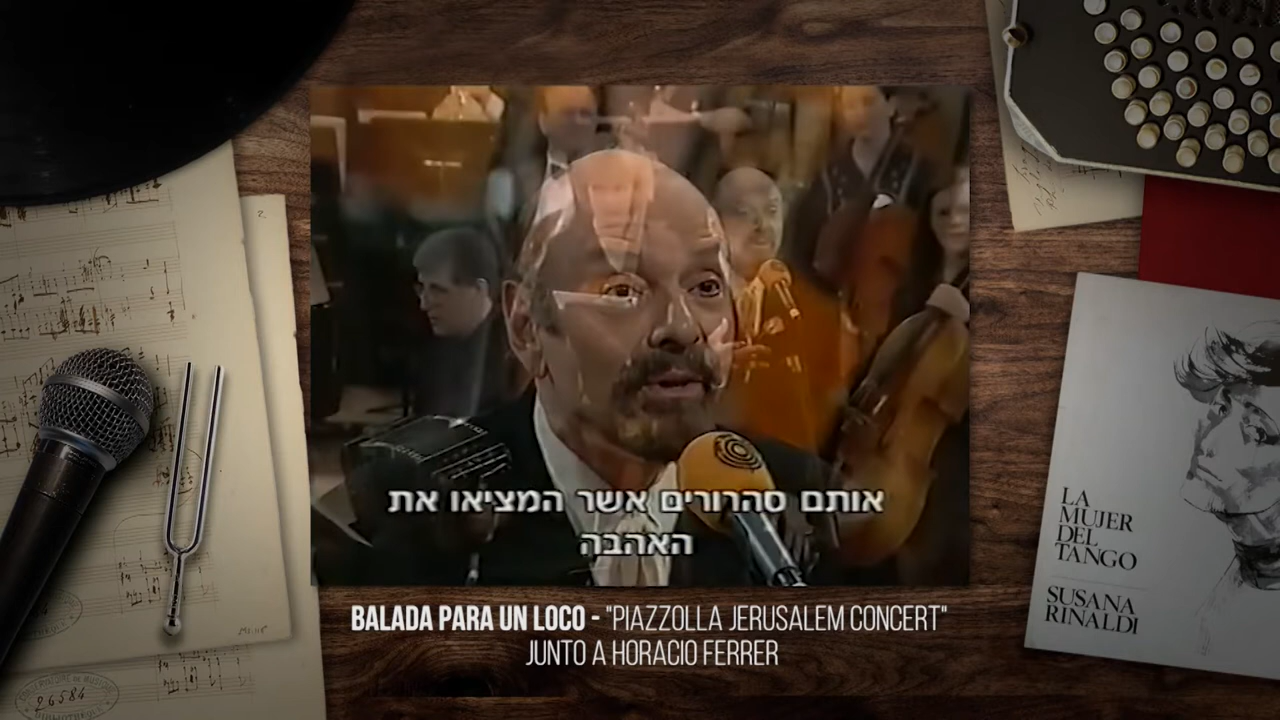 אותם סהרורים אשר המציאו את
האהבה
BALADA PARA UN LOCO - "PIAZZOLLA JERUSALEM CONCERT"
JUNTO A HORACIO FERRER
LA
MUJER
DEL
TANGO
SUSANA
RINALDI
2.
26584